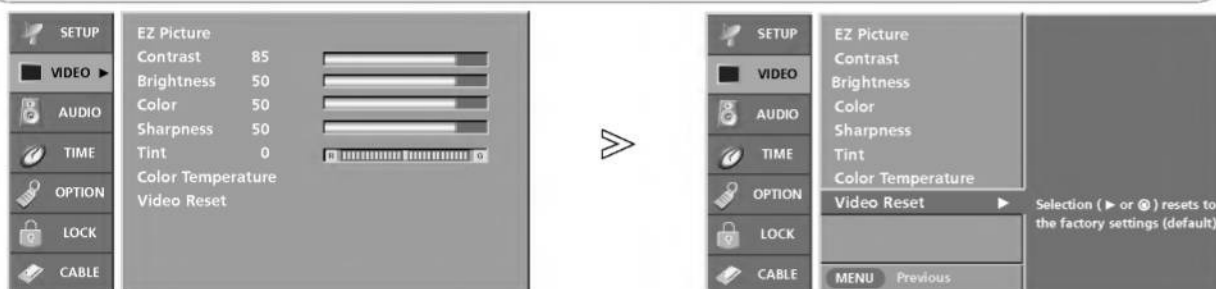 SETUP
VIDEO ►
AUDIO
TIME
OPTION
LOCK
CABLE
EZ Picture
Contrast 85
Brightness 50
Color 50
Sharpness 50
Tint 0
R G
Color Temperature
Video Reset
>>
SETUP
VIDEO
AUDIO
TIME
OPTION
LOCK
CABLE
EZ Picture
Contrast
Brightness
Color
Sharpness
Tint
Color Temperature
Video Reset ►
MENU Previous
Selection ( ► or ◉ ) resets to
the factory settings (default)